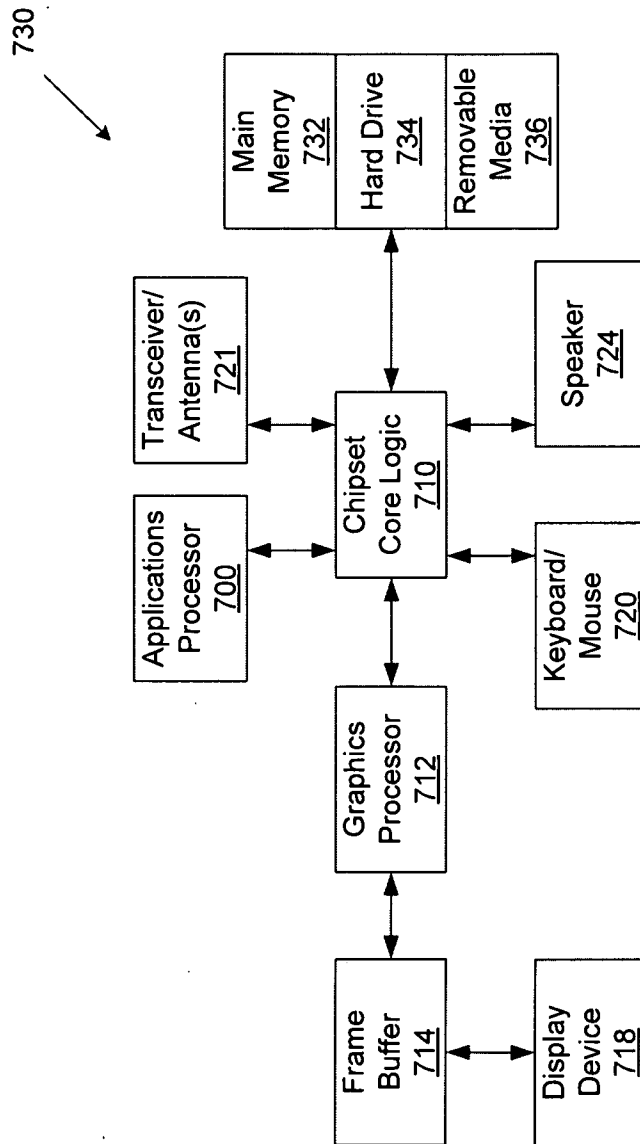 730
Transceiver/
Antenna(s)
721
Applications
Processor
700
Main
Memory
732
Hard Drive
734
Removable
Media
736
Chipset
Core Logic
710
Graphics
Processor
712
Frame
Buffer
714
Speaker
724
Keyboard/
Mouse
720
Display
Device
718